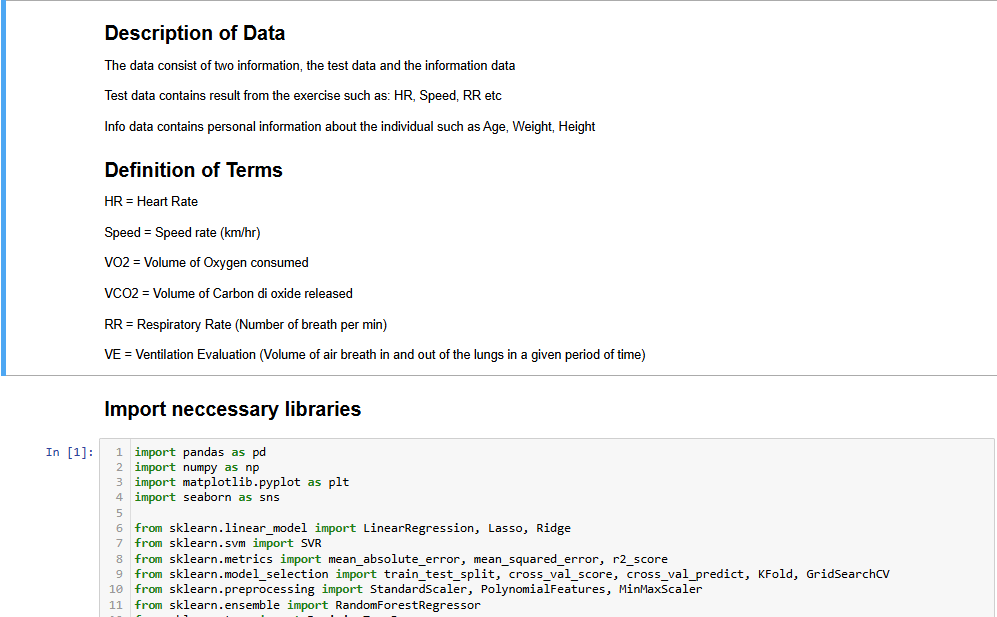 Description of Data
The data consist of two information, the test data and the information data
Test data contains result from the exercise such as: HR, Speed, RR etc
Info data contains personal information about the individual such as Age, Weight, Height
Definition of Terms
HR = Heart Rate
Speed = Speed rate (km/hr)
VO2 = Volume of Oxygen consumed
VCO2 = Volume of Carbon di oxide released
RR = Respiratory Rate (Number of breath per min)
VE = Ventilation Evaluation (Volume of air breath in and out of the lungs in a given period of time)
Import neccessary libraries
In [1]:
1 import pandas as pd
2 import numpy as np
3 import matplotlib.pyplot as plt
4 import seaborn as sns
5
6 from sklearn.linear_model import LinearRegression, Lasso, Ridge
7 from sklearn.svm import SVR
8 from sklearn.metrics import mean_absolute_error, mean_squared_error, r2_score
9 from sklearn.model_selection import train_test_split, cross_val_score, cross_val_predict, KFold, GridSearchCV
10 from sklearn.preprocessing import StandardScaler, PolynomialFeatures, MinMaxScaler
11 from sklearn.ensemble import RandomForestRegressor